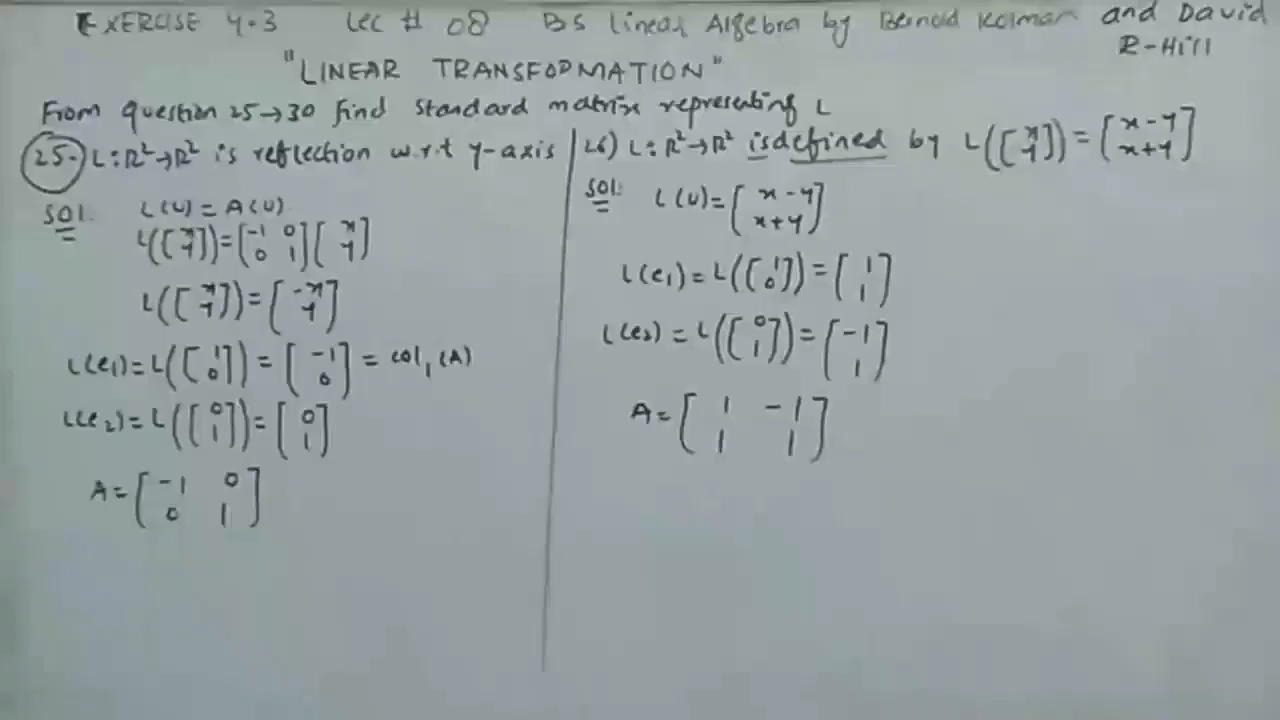 EXERCISE 4.3 Lec # 08 BS Linear Algebra by Bernold Kolman and David
R-Hill
"LINEAR TRANSFORMATION"
From question 25→30 find standard matrix representing L
25. L:R²→R² is reflection w.r.t y-axis
SOl:
L(U) = A(U)
L([x y]) = [-1 0 0 1][x y]
L([x y]) = [-x y]
L(e₁) = L([1 0]) = [-1 0] = col₁(A)
L(e₂) = L([0 1]) = [0 1]
A = [-1 0 0 1]
26) L:R²→R² is defined by L([x y]) = [x-y x+y]
SOl:
L(U) = [x-y x+y]
L(e₁) = L([1 0]) = [1 1]
L(e₂) = L([0 1]) = [-1 1]
A = [1 -1 1 1]